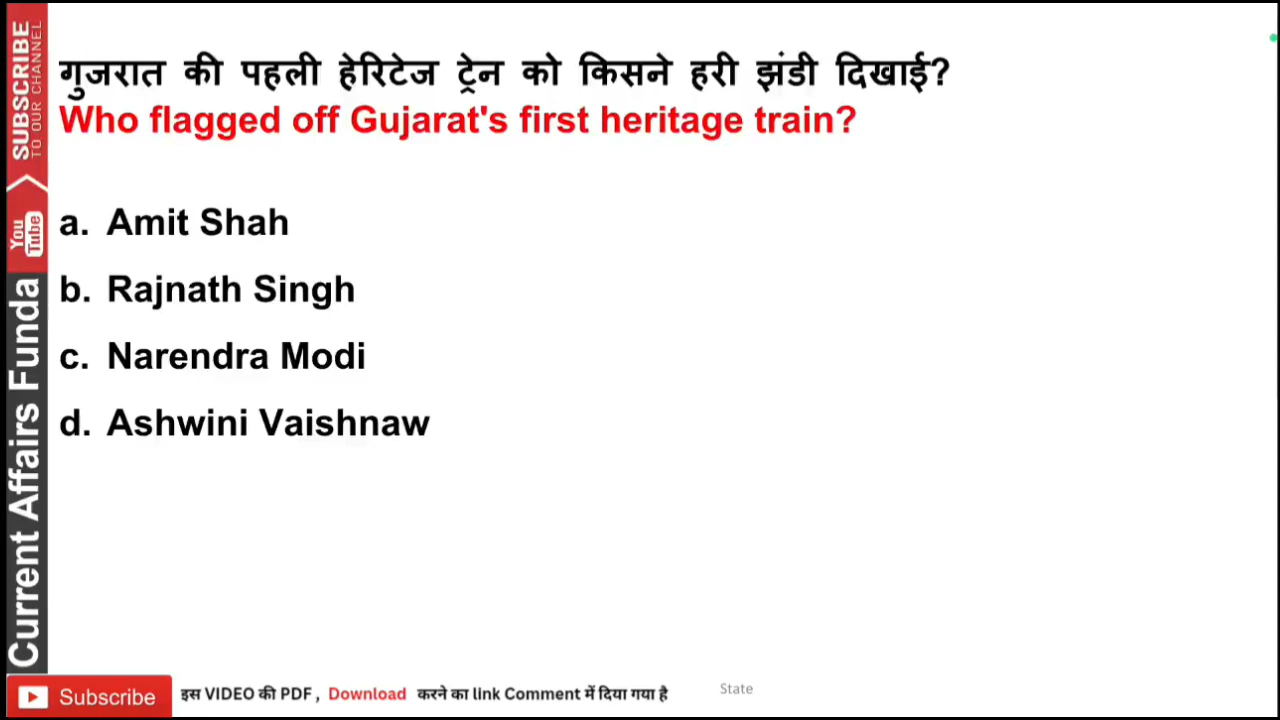 गुजरात की पहली हेरिटेज ट्रेन को किसने हरी झंडी दिखाई?
Who flagged off Gujarat's first heritage train?
a. Amit Shah
b. Rajnath Singh
c. Narendra Modi
d. Ashwini Vaishnaw
SUBSCRIBE
TO OUR CHANNEL
You
Tube
Current Affairs Funda
Subscribe
इस VIDEO की PDF , Download करने का link Comment में दिया गया है
State